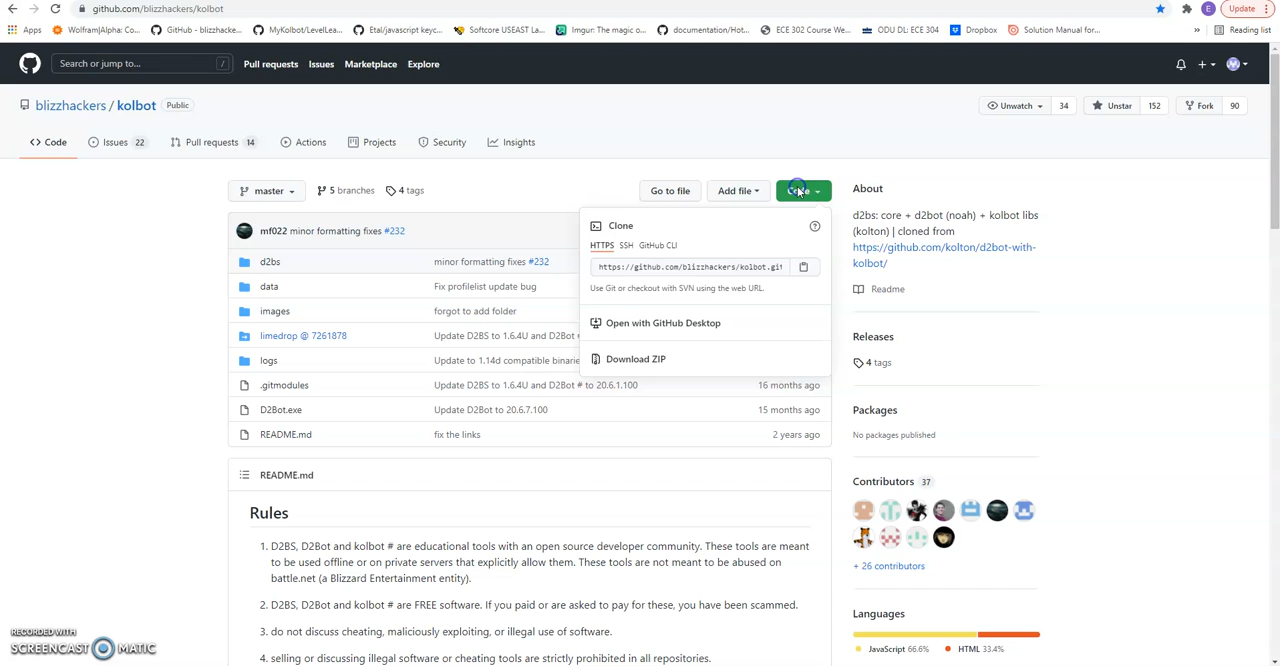 github.com/blizzhackers/kolbot
E
Update
Apps
Wolfram|Alpha: Co...
GitHub - blizzhacke...
MyKolbot/LevelLea...
Etal/javascript keyc...
Softcore USEAST La...
Imgur: The magic o...
documentation/Hot...
ECE 302 Course We...
ODU DL: ECE 304
Dropbox
Solution Manual for...
»
Reading list
Search or jump to...
/
Pull requests
Issues
Marketplace
Explore
blizzhackers / kolbot
Public
Unwatch
34
Unstar
152
Fork
90
<> Code
Issues 22
Pull requests 14
Actions
Projects
Security
Insights
master
5 branches
4 tags
Go to file
Add file
Code
About
d2bs: core + d2bot (noah) + kolbot libs
(kolton) | cloned from
https://github.com/kolton/d2bot-with-
kolbot/
Readme
Releases
4 tags
Packages
No packages published
Contributors 37
+ 26 contributors
Languages
JavaScript 66.6%
HTML 33.4%
mf022 minor formatting fixes #232
Clone
?
HTTPS SSH GitHub CLI
https://github.com/blizzhackers/kolbot.git
Use Git or checkout with SVN using the web URL.
Open with GitHub Desktop
Download ZIP
d2bs
minor formatting fixes #232
data
Fix profilelist update bug
images
forgot to add folder
limedrop @ 7261878
Update D2BS to 1.6.4U and D2Bot
logs
Update to 1.14d compatible binarie
.gitmodules
Update D2BS to 1.6.4U and D2Bot # to 20.6.1.100
16 months ago
D2Bot.exe
Update D2Bot to 20.6.7.100
15 months ago
README.md
fix the links
2 years ago
README.md
Rules
1. D2BS, D2Bot and kolbot # are educational tools with an open source developer community. These tools are meant
to be used offline or on private servers that explicitly allow them. These tools are not meant to be abused on
battle.net (a Blizzard Entertainment entity).
2. D2BS, D2Bot and kolbot # are FREE software. If you paid or are asked to pay for these, you have been scammed.
3. do not discuss cheating, maliciously exploiting, or illegal use of software.
4. selling or discussing illegal software or cheating tools are strictly prohibited in all repositories.
RECORDED WITH
SCREENCAST MATIC